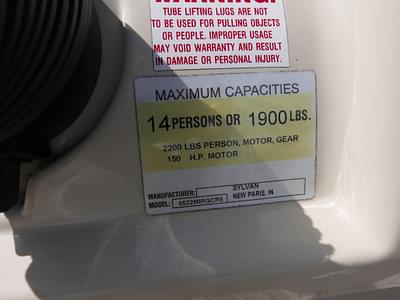 WARNING!
TUBE LIFTING LUGS ARE NOT
TO BE USED FOR PULLING OBJECTS
OR PEOPLE. IMPROPER USAGE
MAY VOID WARRANTY AND RESULT
IN DAMAGE OR PERSONAL INJURY.
MAXIMUM CAPACITIES
14 PERSONS OR 1900 LBS.
2200 LBS PERSON, MOTOR, GEAR
150 H.P. MOTOR
MANUFACTURER: SYLVAN
MODEL: 8522MIRGCR6 NEW PARIS, IN